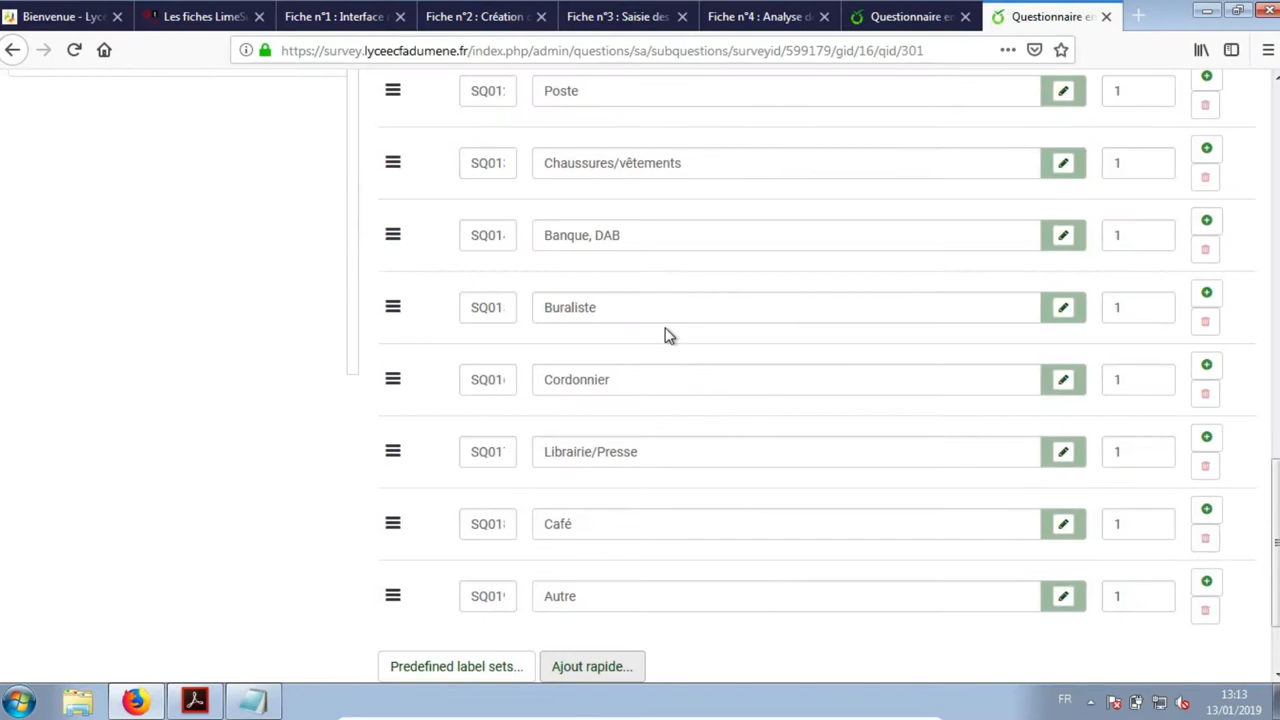 Bienvenue - Lyc
Les fiches LimeS
Fiche n°1 : Interface
Fiche n°2 : Création
Fiche n°3 : Saisie des
Fiche n°4 : Analyse d
Questionnaire en
Questionnaire en
https://survey.lyceecfadumene.fr/index.php/admin/questions/sa/subquestions/surveyid/599179/gid/16/qid/301
SQ01 Poste 1
SQ01 Chaussures/vêtements 1
SQ01 Banque, DAB 1
SQ01 Buraliste 1
SQ01 Cordonnier 1
SQ01 Librairie/Presse 1
SQ01 Café 1
SQ01 Autre 1
Predefined label sets... Ajout rapide...
FR
13:13
13/01/2019